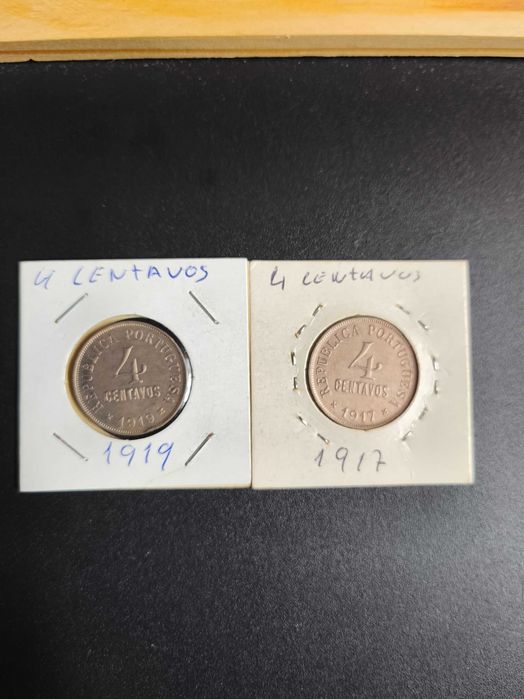 4 CENTAVOS
REPUBLICA PORTUGUESA
4
CENTAVOS
* 1919 *
1919
4 CENTAVOS
REPUBLICA PORTUGUESA
4
CENTAVOS
* 1917 *
1917